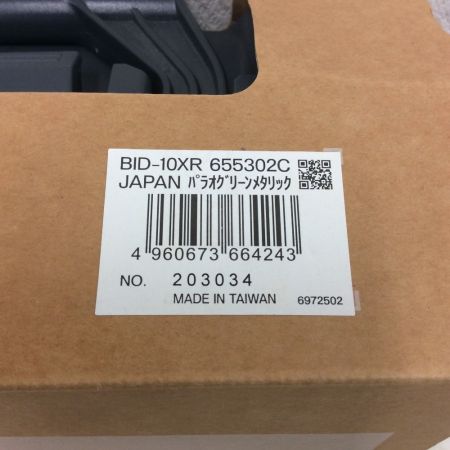 BID-10XR 655302C
JAPAN ﾊﾟﾗｵｸﾞﾘｰﾝﾒﾀﾘｯｸ
4 960673 664243
NO. 203034
MADE IN TAIWAN 6972502